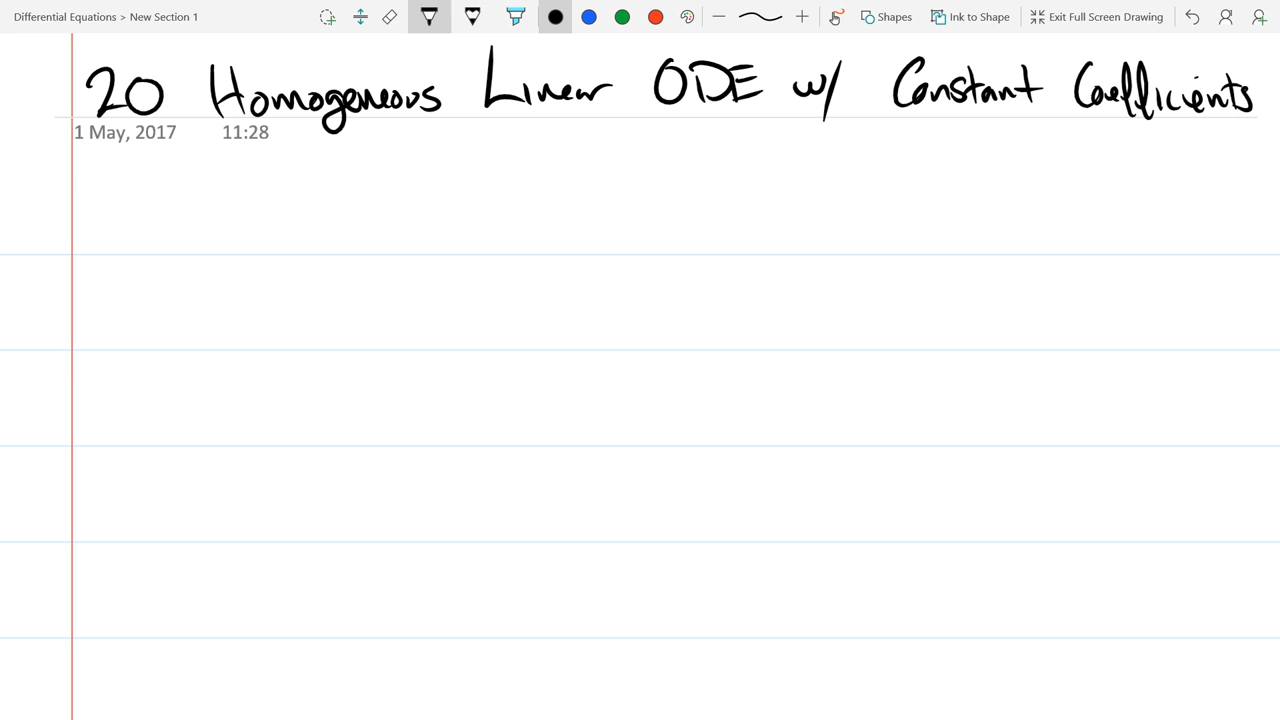 Differential Equations > New Section 1
Shapes
Ink to Shape
Exit Full Screen Drawing
20 Homogeneous Linear ODE w/ Constant Coefficients
1 May, 2017 11:28